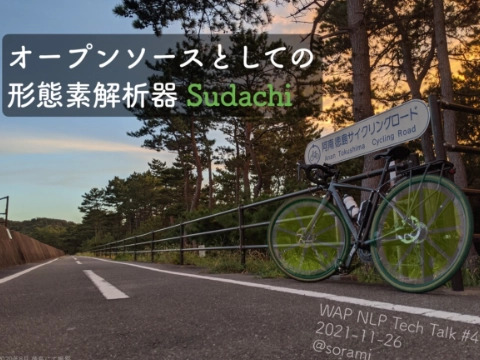 オープンソースとしての
形態素解析器 Sudachi
阿南徳島サイクリングロード
Anan Tokushima Cycling Road
WAP NLP Tech Talk #4
2021-11-26
@sorami